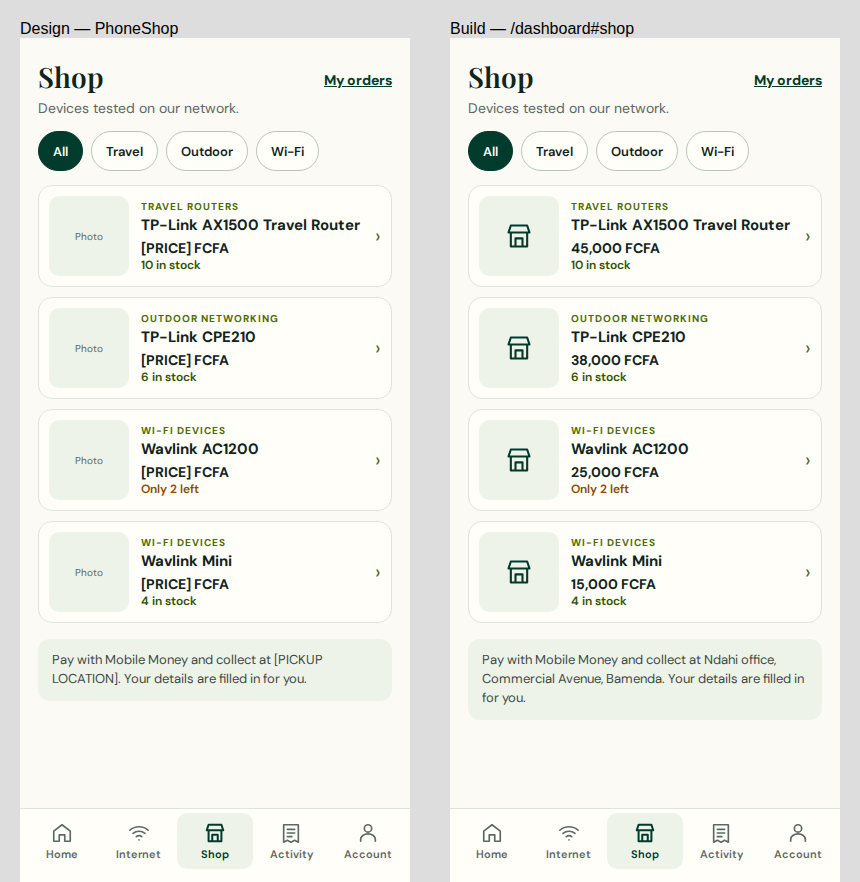 Design — PhoneShop
Shop
My orders
Devices tested on our network.
All
Travel
Outdoor
Wi-Fi
Photo
TRAVEL ROUTERS
TP-Link AX1500 Travel Router
[PRICE] FCFA
10 in stock
›
Photo
OUTDOOR NETWORKING
TP-Link CPE210
[PRICE] FCFA
6 in stock
›
Photo
WI-FI DEVICES
Wavlink AC1200
[PRICE] FCFA
Only 2 left
›
Photo
WI-FI DEVICES
Wavlink Mini
[PRICE] FCFA
4 in stock
›
Pay with Mobile Money and collect at [PICKUP
LOCATION]. Your details are filled in for you.
Home
Internet
Shop
Activity
Account
Build — /dashboard#shop
Shop
My orders
Devices tested on our network.
All
Travel
Outdoor
Wi-Fi
TRAVEL ROUTERS
TP-Link AX1500 Travel Router
45,000 FCFA
10 in stock
›
OUTDOOR NETWORKING
TP-Link CPE210
38,000 FCFA
6 in stock
›
WI-FI DEVICES
Wavlink AC1200
25,000 FCFA
Only 2 left
›
WI-FI DEVICES
Wavlink Mini
15,000 FCFA
4 in stock
›
Pay with Mobile Money and collect at Ndahi office,
Commercial Avenue, Bamenda. Your details are filled in
for you.
Home
Internet
Shop
Activity
Account